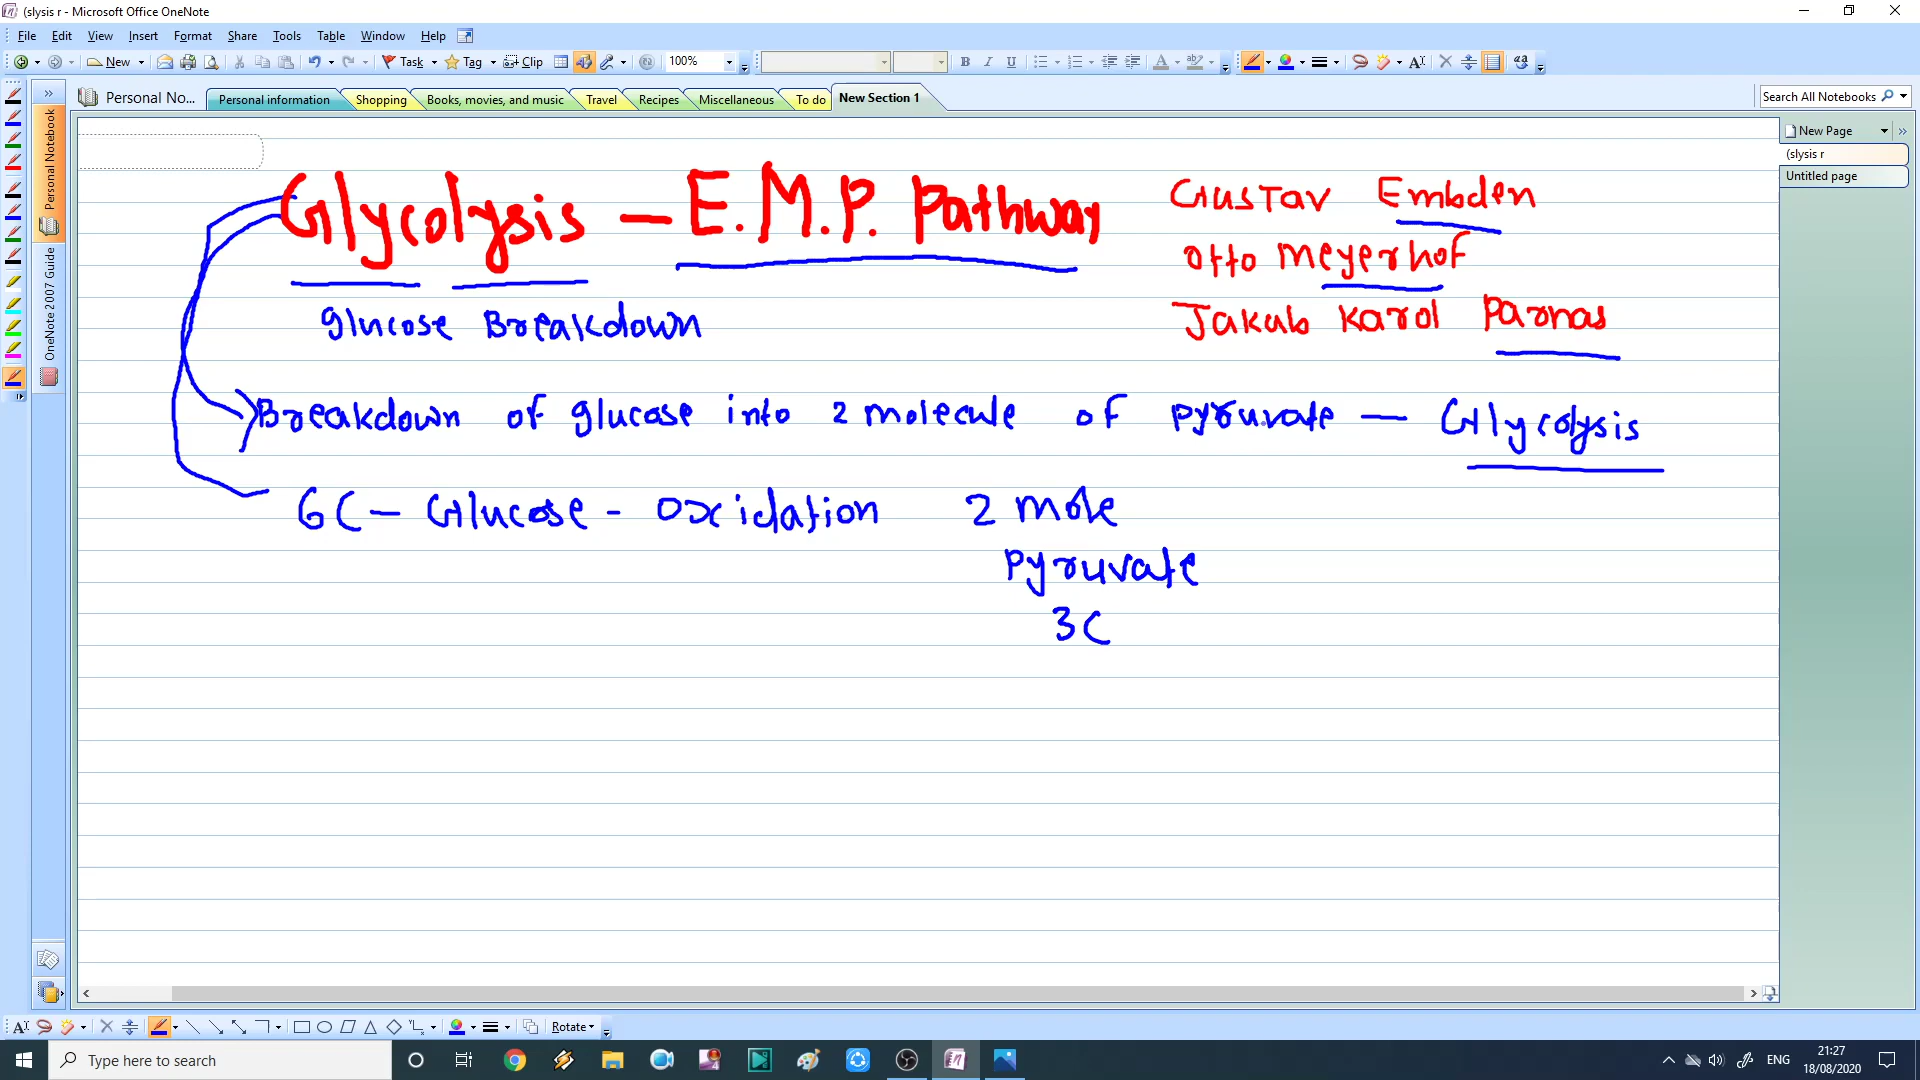 (slysis r - Microsoft Office OneNote
File Edit View Insert Format Share Tools Table Window Help
New Task Tag Clip 100%
Personal No... Personal information Shopping Books, movies, and music Travel Recipes Miscellaneous To do New Section 1 Search All Notebooks
New Page
(slysis r
Untitled page
Personal Notebook
OneNote 2007 Guide
Glycolysis - E.M.P. Pathway
Gustav Embden
Otto Meyerhof
Jakub Karol Parnas
Glucose Breakdown
Breakdown of glucose into 2 molecule of pyruvate - Glycolysis
6C - Glucose - Oxidation 2 mole
Pyruvate
3C
Rotate
Type here to search
ENG 21:27
18/08/2020